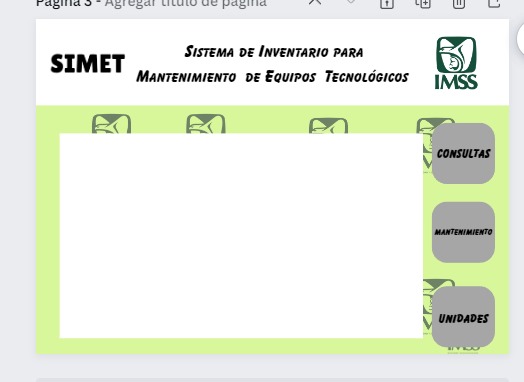 Página 3 - Agregar título de página
SIMET
Sistema de Inventario para
Mantenimiento de Equipos Tecnológicos
IMSS
CONSULTAS
MANTENIMIENTO
UNIDADES
IMSS